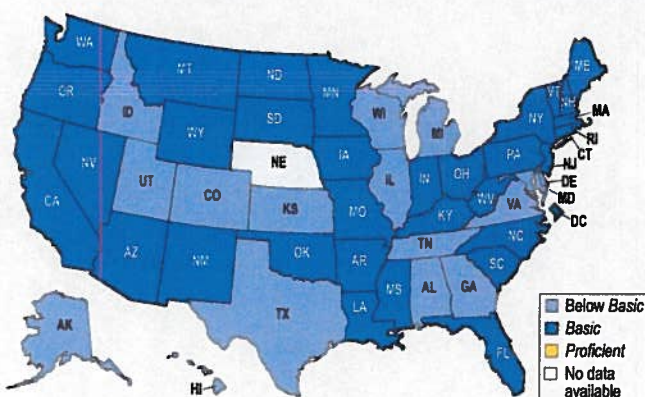 WA
MT
ND
MN
ME
VT
NH
OR
ID
SD
WI
MI
NY
MA
WY
RI
CT
NV
NE
IA
PA
NJ
UT
CO
IL
IN
OH
DE
MD
CA
KS
MO
WV
VA
DC
KY
AZ
NM
OK
AR
TN
NC
SC
TX
LA
MS
AL
GA
FL
AK
HI
Below Basic
Basic
Proficient
No data
available